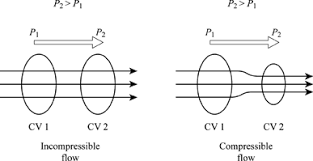 P2 > P1
P1 P2
CV 1 CV 2
Incompressible
flow
P2 > P1
P1 P2
CV 1 CV 2
Compressible
flow